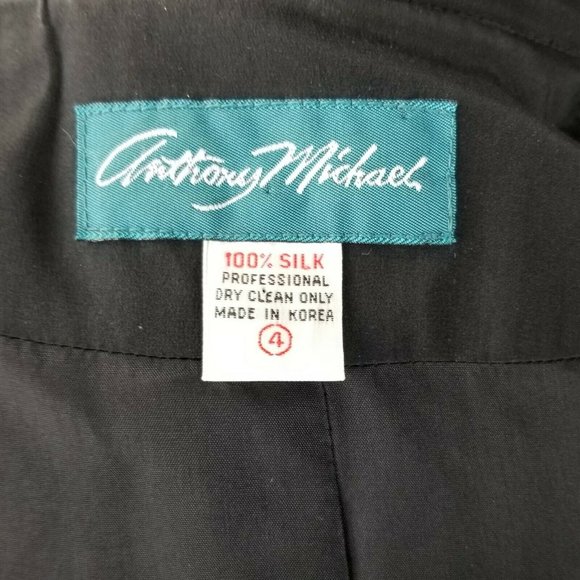 Anthony Michael
100% SILK
PROFESSIONAL
DRY CLEAN ONLY
MADE IN KOREA
4